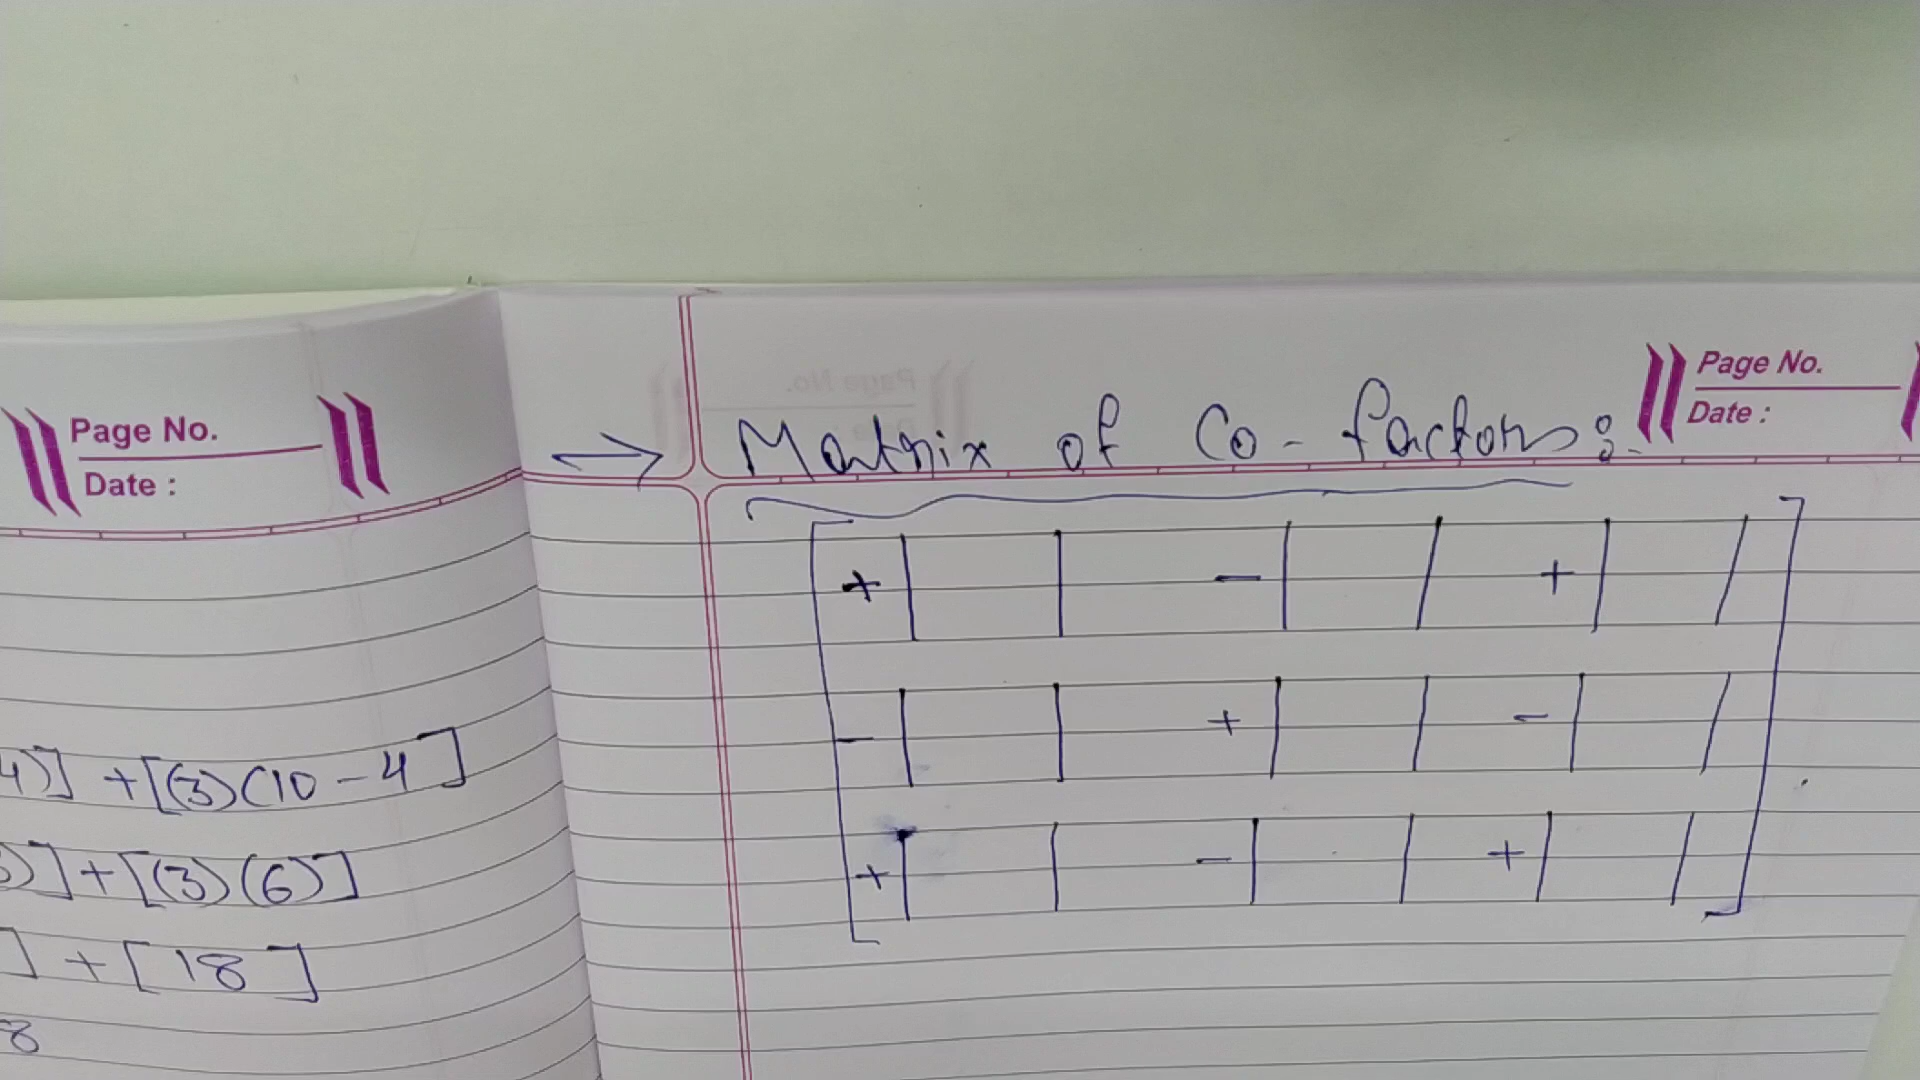 Page No.
Date :
4)] + [(3)(10 - 4]
)] + [(3)(6)]
] + [18]
8
Page No.
Date :
→ Matrix of Co-factors :-
+ | | - | | + | |
- | | + | | - | |
+ | | - | | + | |